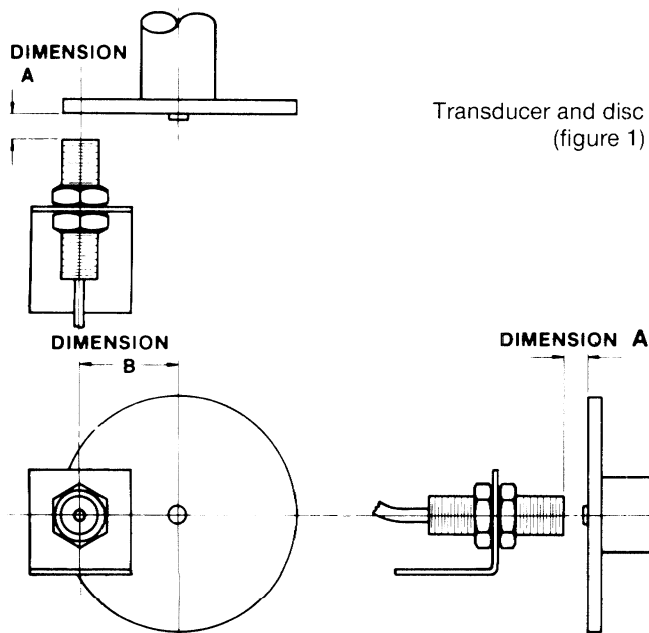 DIMENSION
A
Transducer and disc
(figure 1)
DIMENSION
B
DIMENSION A